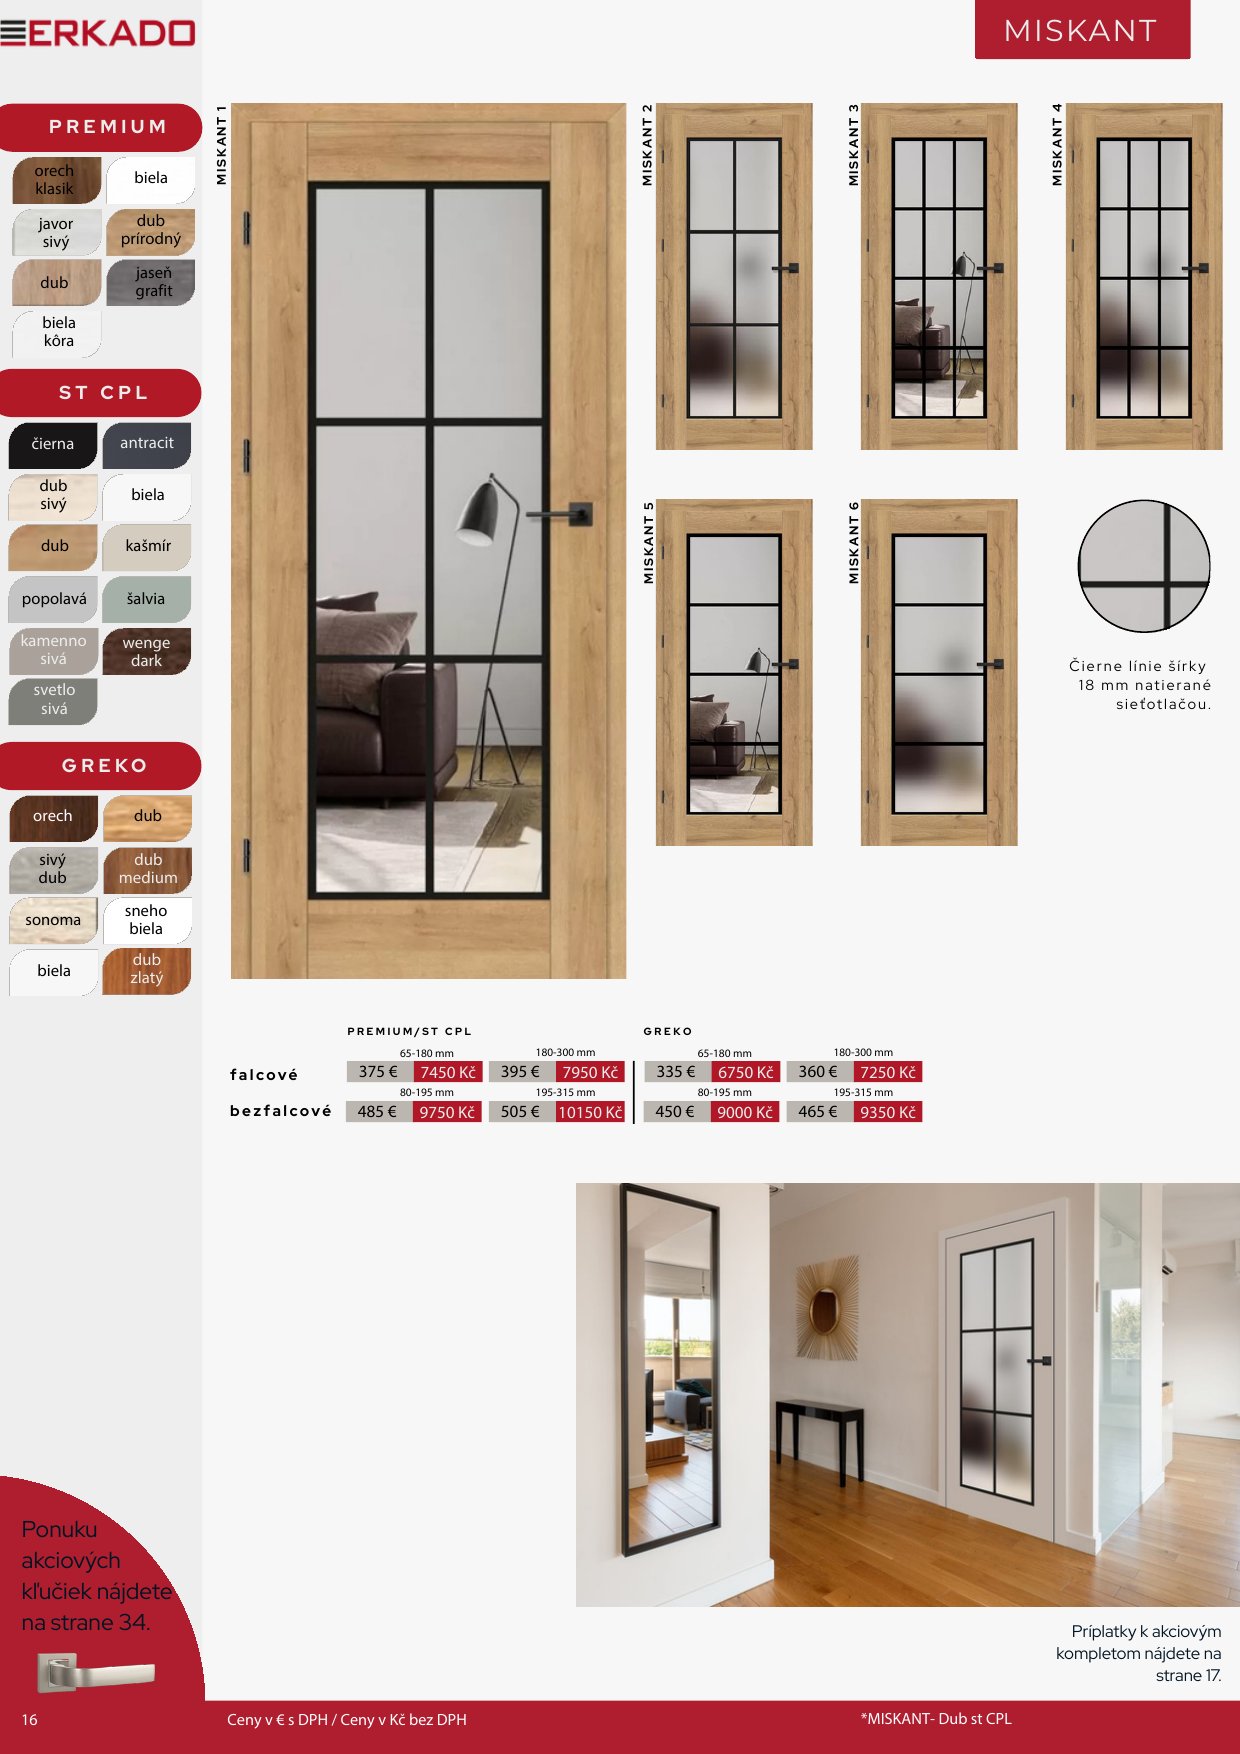 ERKADO
MISKANT
PREMIUM
orech
klasik
biela
javor
sivý
dub
prírodný
dub
jaseň
grafit
biela
kôra
ST CPL
čierna
antracit
dub
sivý
biela
dub
kašmír
popolavá
šalvia
kamenno
sivá
wenge
dark
svetlo
sivá
GREKO
orech
dub
sivý
dub
dub
medium
sonoma
sneho
biela
biela
dub
zlatý
MISKANT 1
MISKANT 2
MISKANT 3
MISKANT 4
MISKANT 5
MISKANT 6
Čierne línie šírky
18 mm natierané
sieťotlačou.
PREMIUM/ST CPL
GREKO
65-180 mm
180-300 mm
65-180 mm
180-300 mm
falcové
375 €
7450 Kč
395 €
7950 Kč
335 €
6750 Kč
360 €
7250 Kč
80-195 mm
195-315 mm
80-195 mm
195-315 mm
bezfalcové
485 €
9750 Kč
505 €
10150 Kč
450 €
9000 Kč
465 €
9350 Kč
Ponuku
akciových
kľučiek nájdete
na strane 34.
Príplatky k akciovým
kompletom nájdete na
strane 17.
16
Ceny v € s DPH / Ceny v Kč bez DPH
*MISKANT- Dub st CPL